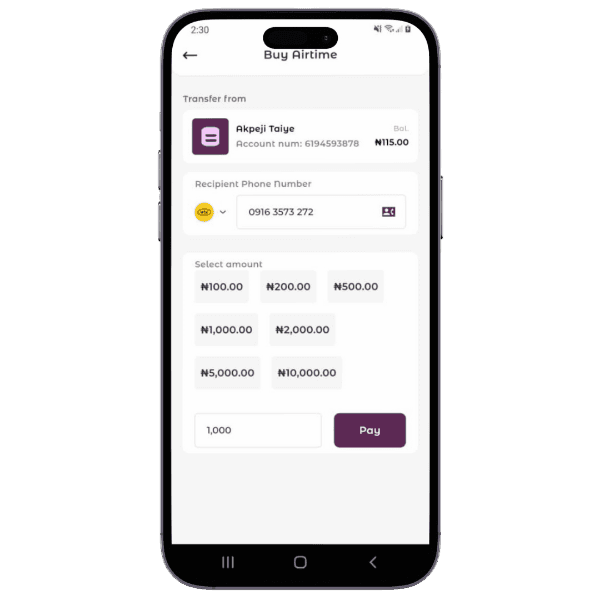 2:30
Buy Airtime
Transfer from
Akpeji Taiye
Bal.
Account num: 6194593878
₦115.00
Recipient Phone Number
0916 3573 272
Select amount
₦100.00
₦200.00
₦500.00
₦1,000.00
₦2,000.00
₦5,000.00
₦10,000.00
1,000
Pay